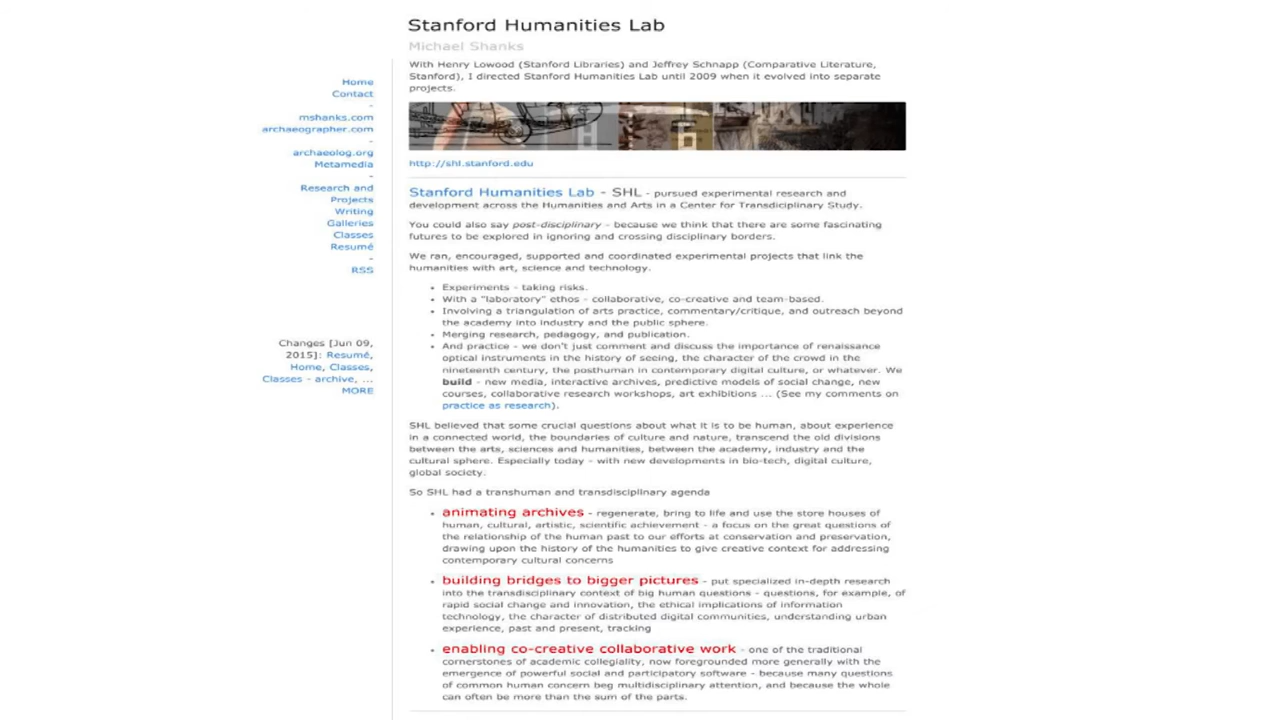 Stanford Humanities Lab
Michael Shanks
With Henry Lowood (Stanford Libraries) and Jeffrey Schnapp (Comparative Literature,
Stanford), I directed Stanford Humanities Lab until 2009 when it evolved into separate
projects.
Home
Contact
-
mshanks.com
archaeographer.com
-
archaeolog.org
Metamedia
-
Research and
Projects
Writing
Galleries
Classes
Resumé
-
RSS
Changes [Jun 09,
2015]: Resumé,
Home, Classes,
Classes - archive, ...
MORE
http://shl.stanford.edu
Stanford Humanities Lab - SHL - pursued experimental research and
development across the Humanities and Arts in a Center for Transdiciplinary Study.
You could also say post-disciplinary - because we think that there are some fascinating
futures to be explored in ignoring and crossing disciplinary borders.
We ran, encouraged, supported and coordinated experimental projects that link the
humanities with art, science and technology.
• Experiments - taking risks.
• With a "laboratory" ethos - collaborative, co-creative and team-based.
• Involving a triangulation of arts practice, commentary/critique, and outreach beyond
the academy into industry and the public sphere.
• Merging research, pedagogy, and publication.
• And practice - we don't just comment and discuss the importance of renaissance
optical instruments in the history of seeing, the character of the crowd in the
nineteenth century, the posthuman in contemporary digital culture, or whatever. We
build - new media, interactive archives, predictive models of social change, new
courses, collaborative research workshops, art exhibitions ... (See my comments on
practice as research).
SHL believed that some crucial questions about what it is to be human, about experience
in a connected world, the boundaries of culture and nature, transcend the old divisions
between the arts, sciences and humanities, between the academy, industry and the
cultural sphere. Especially today - with new developments in bio-tech, digital culture,
global society.
So SHL had a transhuman and transdisciplinary agenda
• animating archives - regenerate, bring to life and use the store houses of
human, cultural, artistic, scientific achievement - a focus on the great questions of
the relationship of the human past to our efforts at conservation and preservation,
drawing upon the history of the humanities to give creative context for addressing
contemporary cultural concerns
• building bridges to bigger pictures - put specialized in-depth research
into the transdisciplinary context of big human questions - questions, for example, of
rapid social change and innovation, the ethical implications of information
technology, the character of distributed digital communities, understanding urban
experience, past and present, tracking
• enabling co-creative collaborative work - one of the traditional
cornerstones of academic collegiality, now foregrounded more generally with the
emergence of powerful social and participatory software - because many questions
of common human concern beg multidisciplinary attention, and because the whole
can often be more than the sum of the parts.